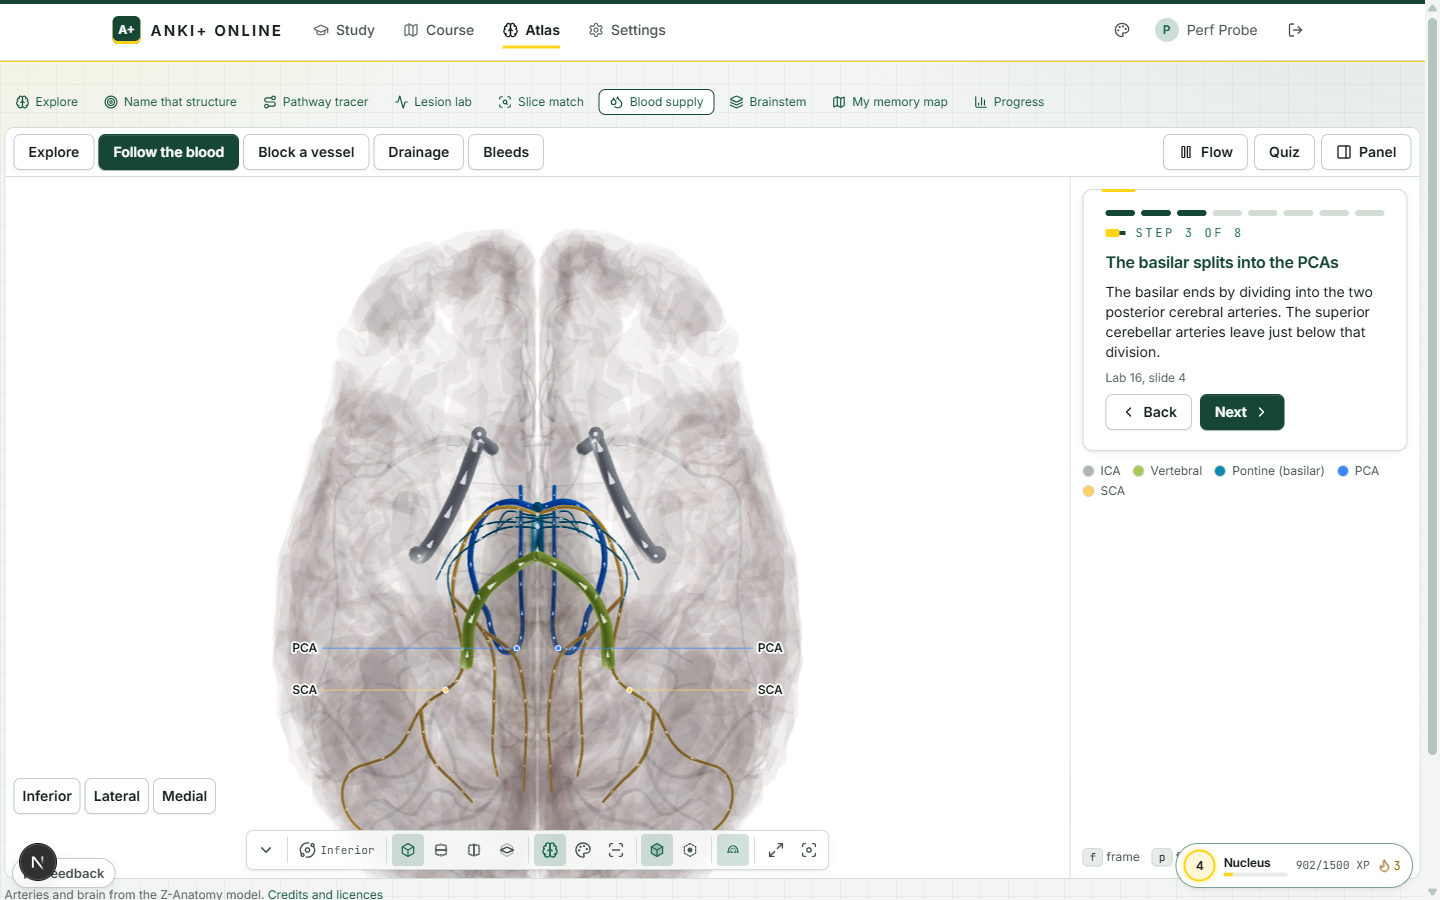 A+ ANKI+ ONLINE Study Course Atlas Settings P Perf Probe
Explore Name that structure Pathway tracer Lesion lab Slice match Blood supply Brainstem My memory map Progress
Explore Follow the blood Block a vessel Drainage Bleeds Flow Quiz Panel
STEP 3 OF 8
The basilar splits into the PCAs
The basilar ends by dividing into the two
posterior cerebral arteries. The superior
cerebellar arteries leave just below that
division.
Lab 16, slide 4
Back Next
ICA Vertebral Pontine (basilar) PCA
SCA
PCA PCA
SCA SCA
Inferior Lateral Medial
Inferior
f frame p
4 Nucleus 902/1500 XP 3
N eedback
Arteries and brain from the Z-Anatomy model. Credits and licences